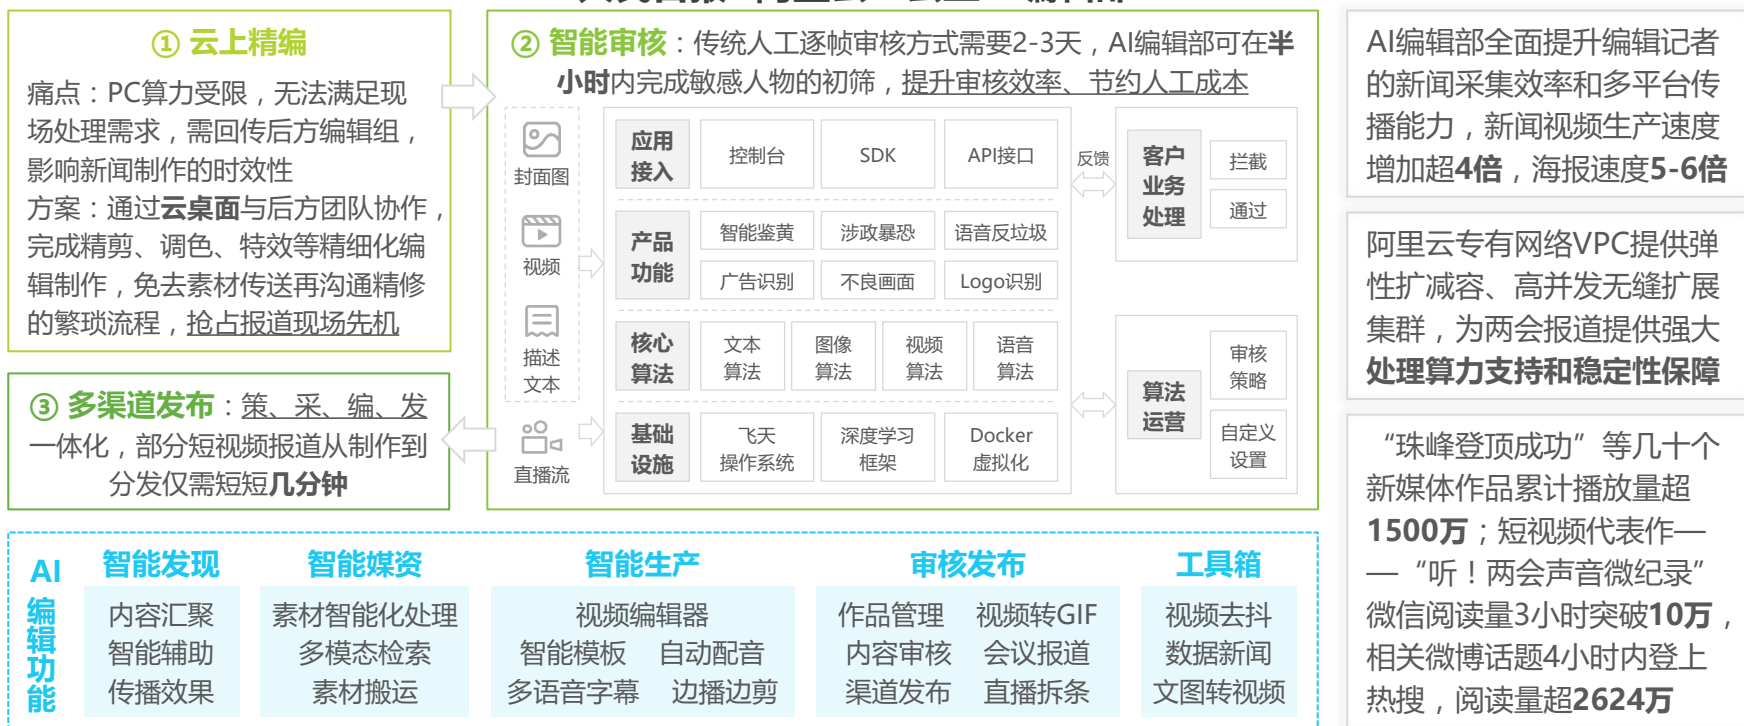 ① 云上精编
痛点：PC算力受限，无法满足现
场处理需求，需回传后方编辑组，
影响新闻制作的时效性
方案：通过云桌面与后方团队协作，
完成精剪、调色、特效等精细化编
辑制作，免去素材传送再沟通精修
的繁琐流程，抢占报道现场先机
② 智能审核：传统人工逐帧审核方式需要2-3天，AI编辑部可在半
小时内完成敏感人物的初筛，提升审核效率、节约人工成本
封面图
视频
描述
文本
直播流
应用
接入
控制台
SDK
API接口
产品
功能
智能鉴黄
涉政暴恐
语音反垃圾
广告识别
不良画面
Logo识别
核心
算法
文本
算法
图像
算法
视频
算法
语音
算法
基础
设施
飞天
操作系统
深度学习
框架
Docker
虚拟化
反馈
客户
业务
处理
拦截
通过
算法
运营
审核
策略
自定义
设置
③ 多渠道发布：策、采、编、发
一体化，部分短视频报道从制作到
分发仅需短短几分钟
AI
编
辑
功
能
智能发现
内容汇聚
智能辅助
传播效果
智能媒资
素材智能化处理
多模态检索
素材搬运
智能生产
视频编辑器
智能模板 自动配音
多语音字幕 边播边剪
审核发布
作品管理 视频转GIF
内容审核 会议报道
渠道发布 直播拆条
工具箱
视频去抖
数据新闻
文图转视频
AI编辑部全面提升编辑记者
的新闻采集效率和多平台传
播能力，新闻视频生产速度
增加超4倍，海报速度5-6倍
阿里云专有网络VPC提供弹
性扩减容、高并发无缝扩展
集群，为两会报道提供强大
处理算力支持和稳定性保障
“珠峰登顶成功”等几十个
新媒体作品累计播放量超
1500万；短视频代表作—
—“听！两会声音微纪录”
微信阅读量3小时突破10万，
相关微博话题4小时内登上
热搜，阅读量超2624万